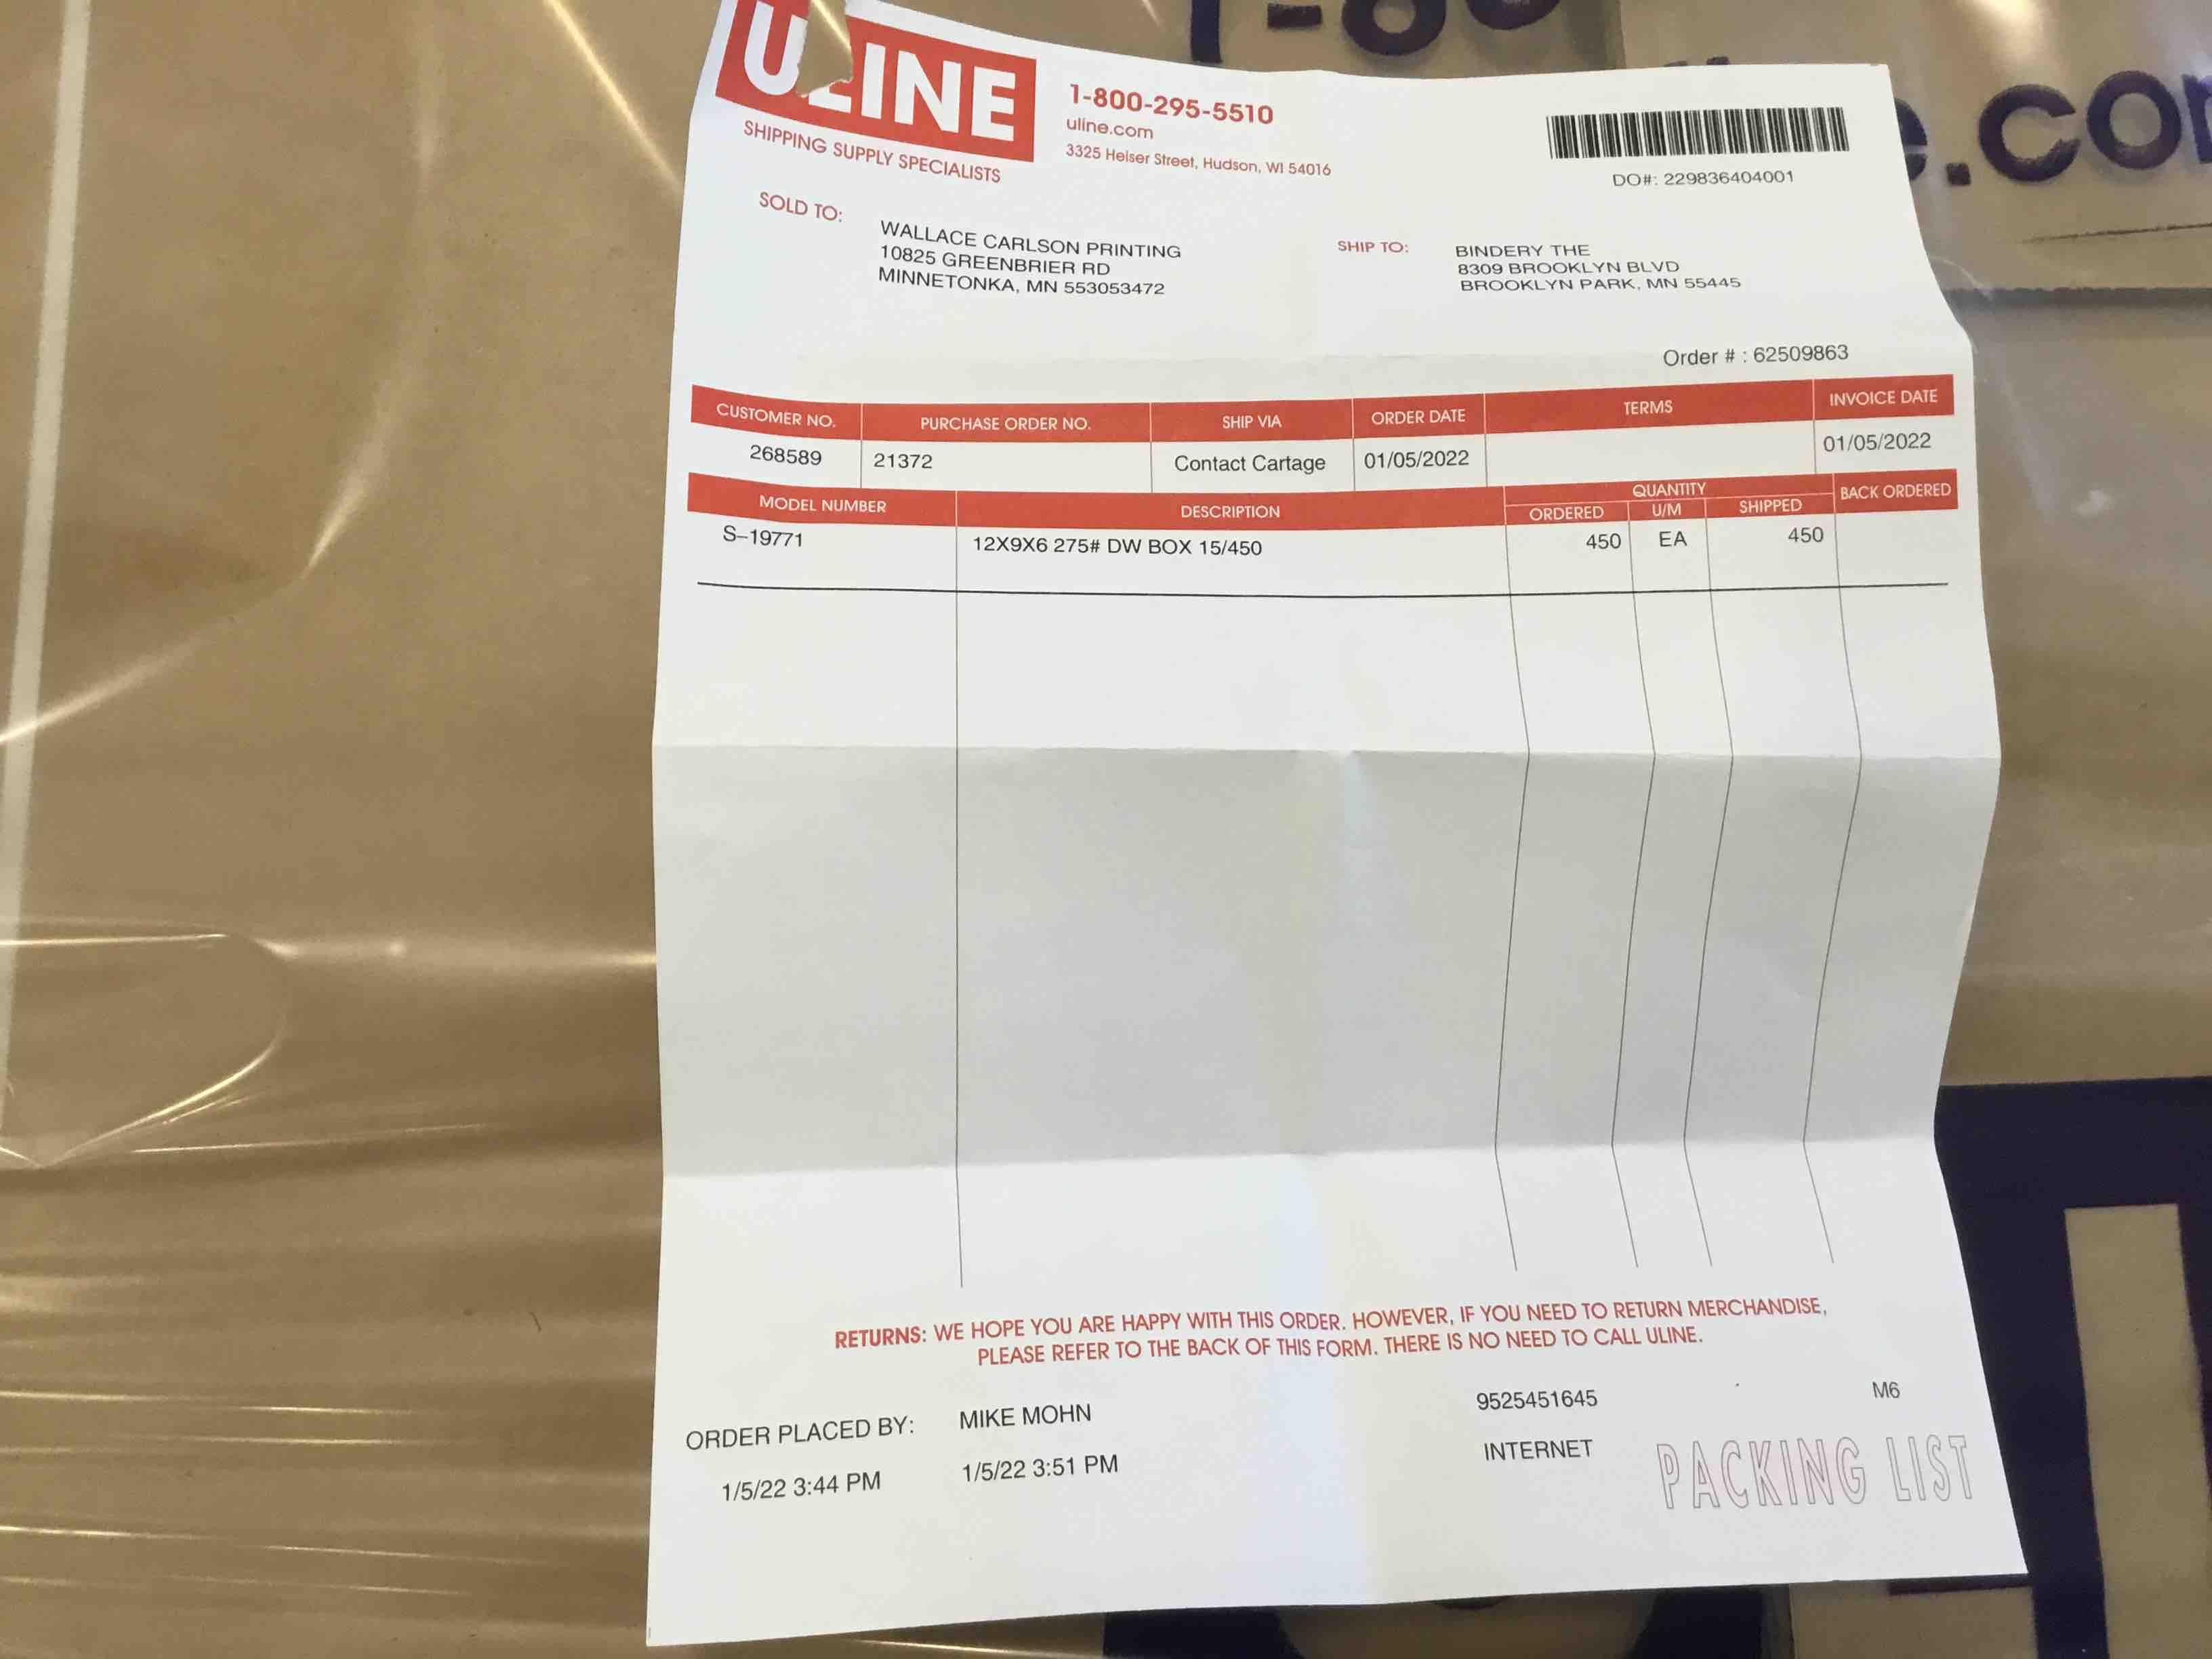 ULINE
SHIPPING SUPPLY SPECIALISTS
1-800-295-5510
uline.com
3325 Heiser Street, Hudson, WI 54016
DO#: 229836404001
SOLD TO:
WALLACE CARLSON PRINTING
10825 GREENBRIER RD
MINNETONKA, MN 553053472
SHIP TO:
BINDERY THE
8309 BROOKLYN BLVD
BROOKLYN PARK, MN 55445
Order # : 62509863
CUSTOMER NO. PURCHASE ORDER NO. SHIP VIA ORDER DATE TERMS INVOICE DATE
268589 21372 Contact Cartage 01/05/2022 01/05/2022
MODEL NUMBER DESCRIPTION QUANTITY BACK ORDERED
ORDERED U/M SHIPPED
S-19771 12X9X6 275# DW BOX 15/450 450 EA 450
RETURNS: WE HOPE YOU ARE HAPPY WITH THIS ORDER. HOWEVER, IF YOU NEED TO RETURN MERCHANDISE,
PLEASE REFER TO THE BACK OF THIS FORM. THERE IS NO NEED TO CALL ULINE.
ORDER PLACED BY: MIKE MOHN 9525451645 M6
1/5/22 3:44 PM 1/5/22 3:51 PM INTERNET PACKING LIST
.co